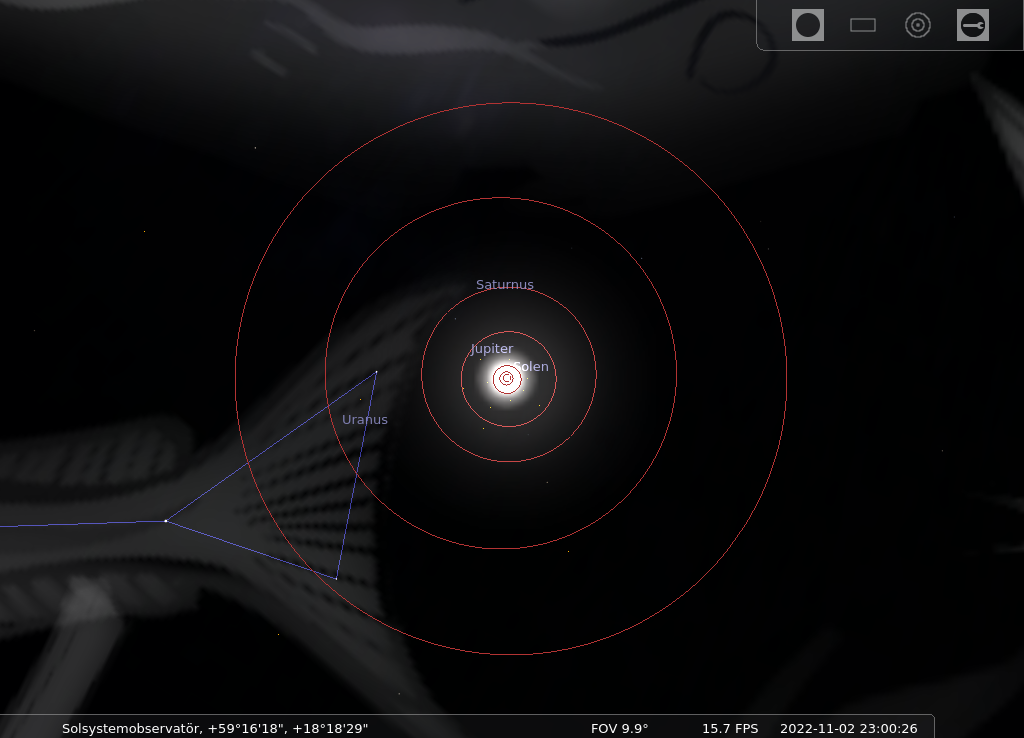 Saturnus
Jupiter
Solen
Uranus
Solsystemobservatör, +59°16'18", +18°18'29" FOV 9.9° 15.7 FPS 2022-11-02 23:00:26